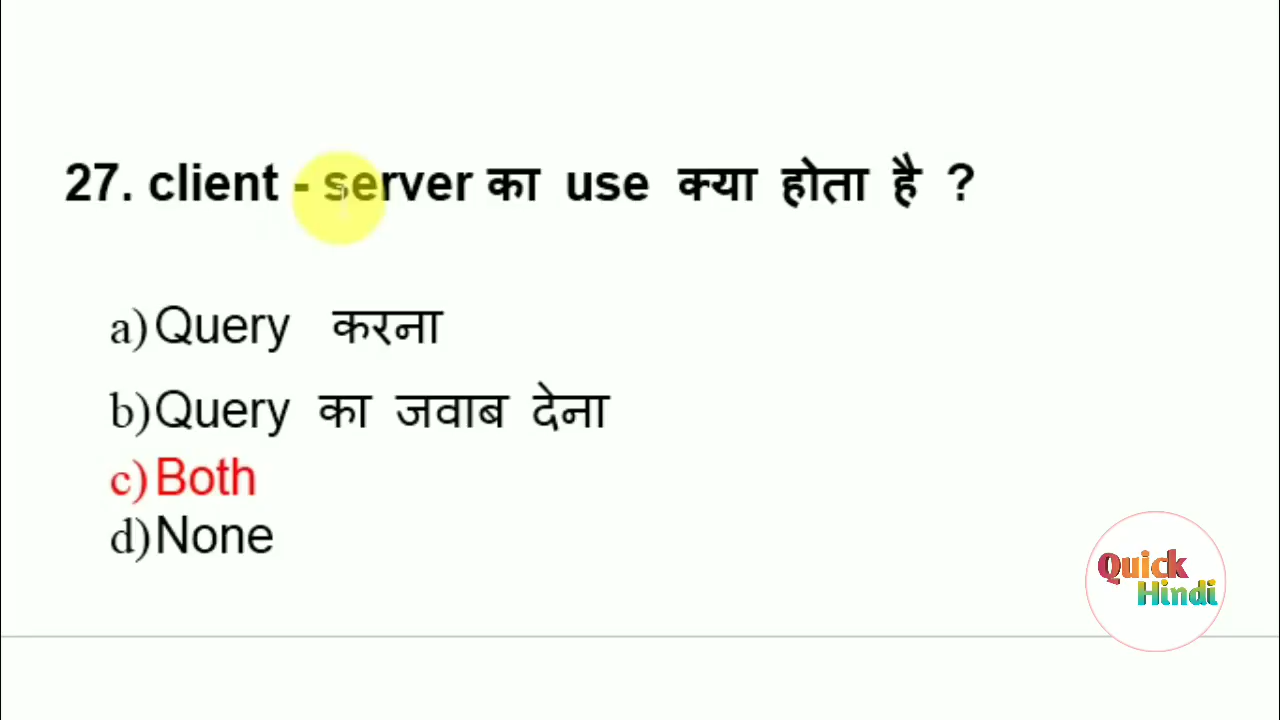 27. client - server का use क्या होता है ?
a) Query करना
b) Query का जवाब देना
c) Both
d) None
Quick
Hindi